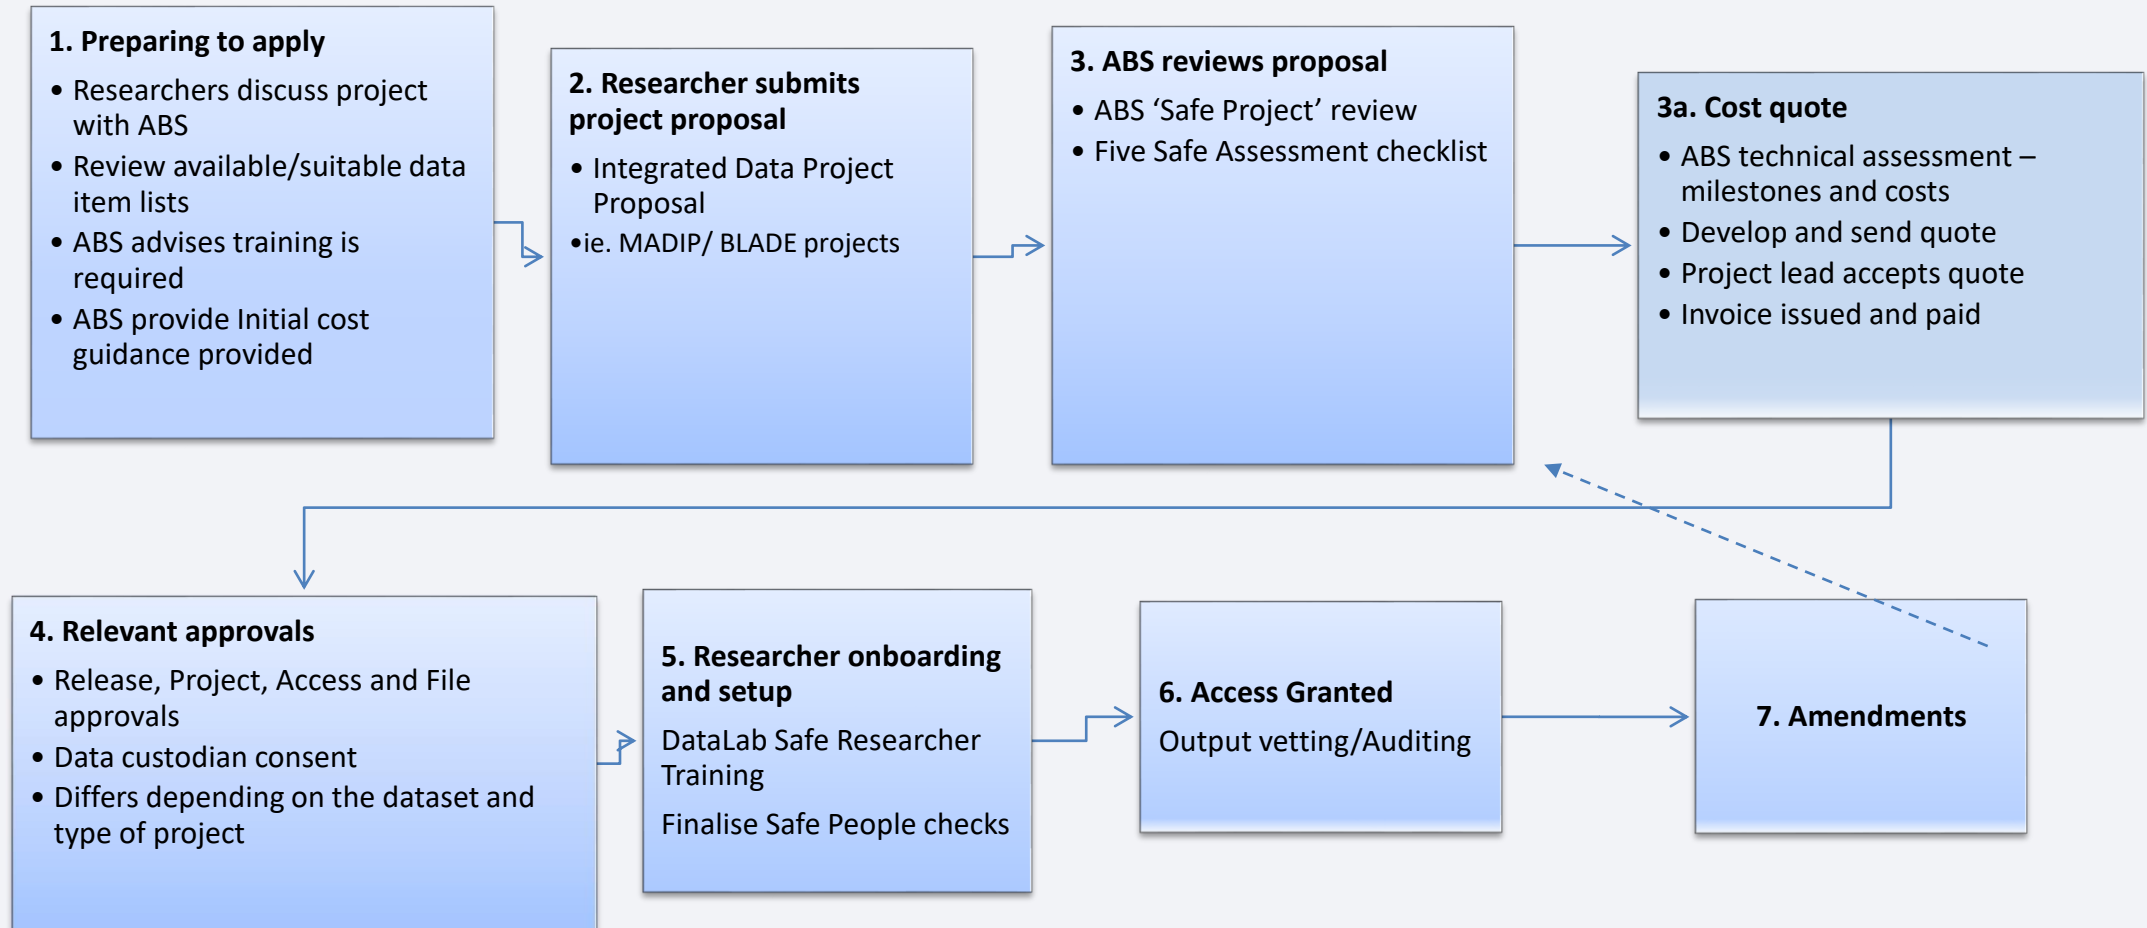 1. Preparing to apply
• Researchers discuss project
with ABS
• Review available/suitable data
item lists
• ABS advises training is
required
• ABS provide Initial cost
guidance provided
2. Researcher submits
project proposal
• Integrated Data Project
Proposal
•ie. MADIP/ BLADE projects
3. ABS reviews proposal
• ABS ‘Safe Project’ review
• Five Safe Assessment checklist
3a. Cost quote
• ABS technical assessment –
milestones and costs
• Develop and send quote
• Project lead accepts quote
• Invoice issued and paid
4. Relevant approvals
• Release, Project, Access and File
approvals
• Data custodian consent
• Differs depending on the dataset and
type of project
5. Researcher onboarding
and setup
DataLab Safe Researcher
Training
Finalise Safe People checks
6. Access Granted
Output vetting/Auditing
7. Amendments